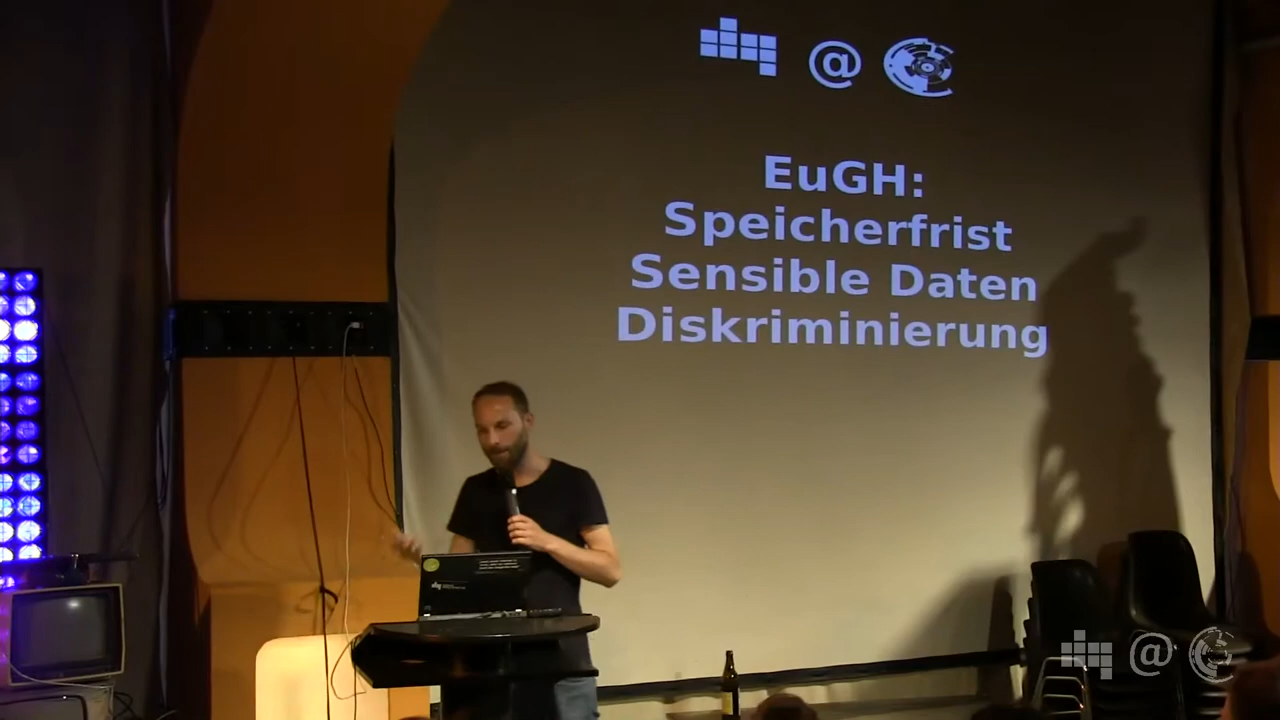 @
EuGH:
Speicherfrist
Sensible Daten
Diskriminierung
@